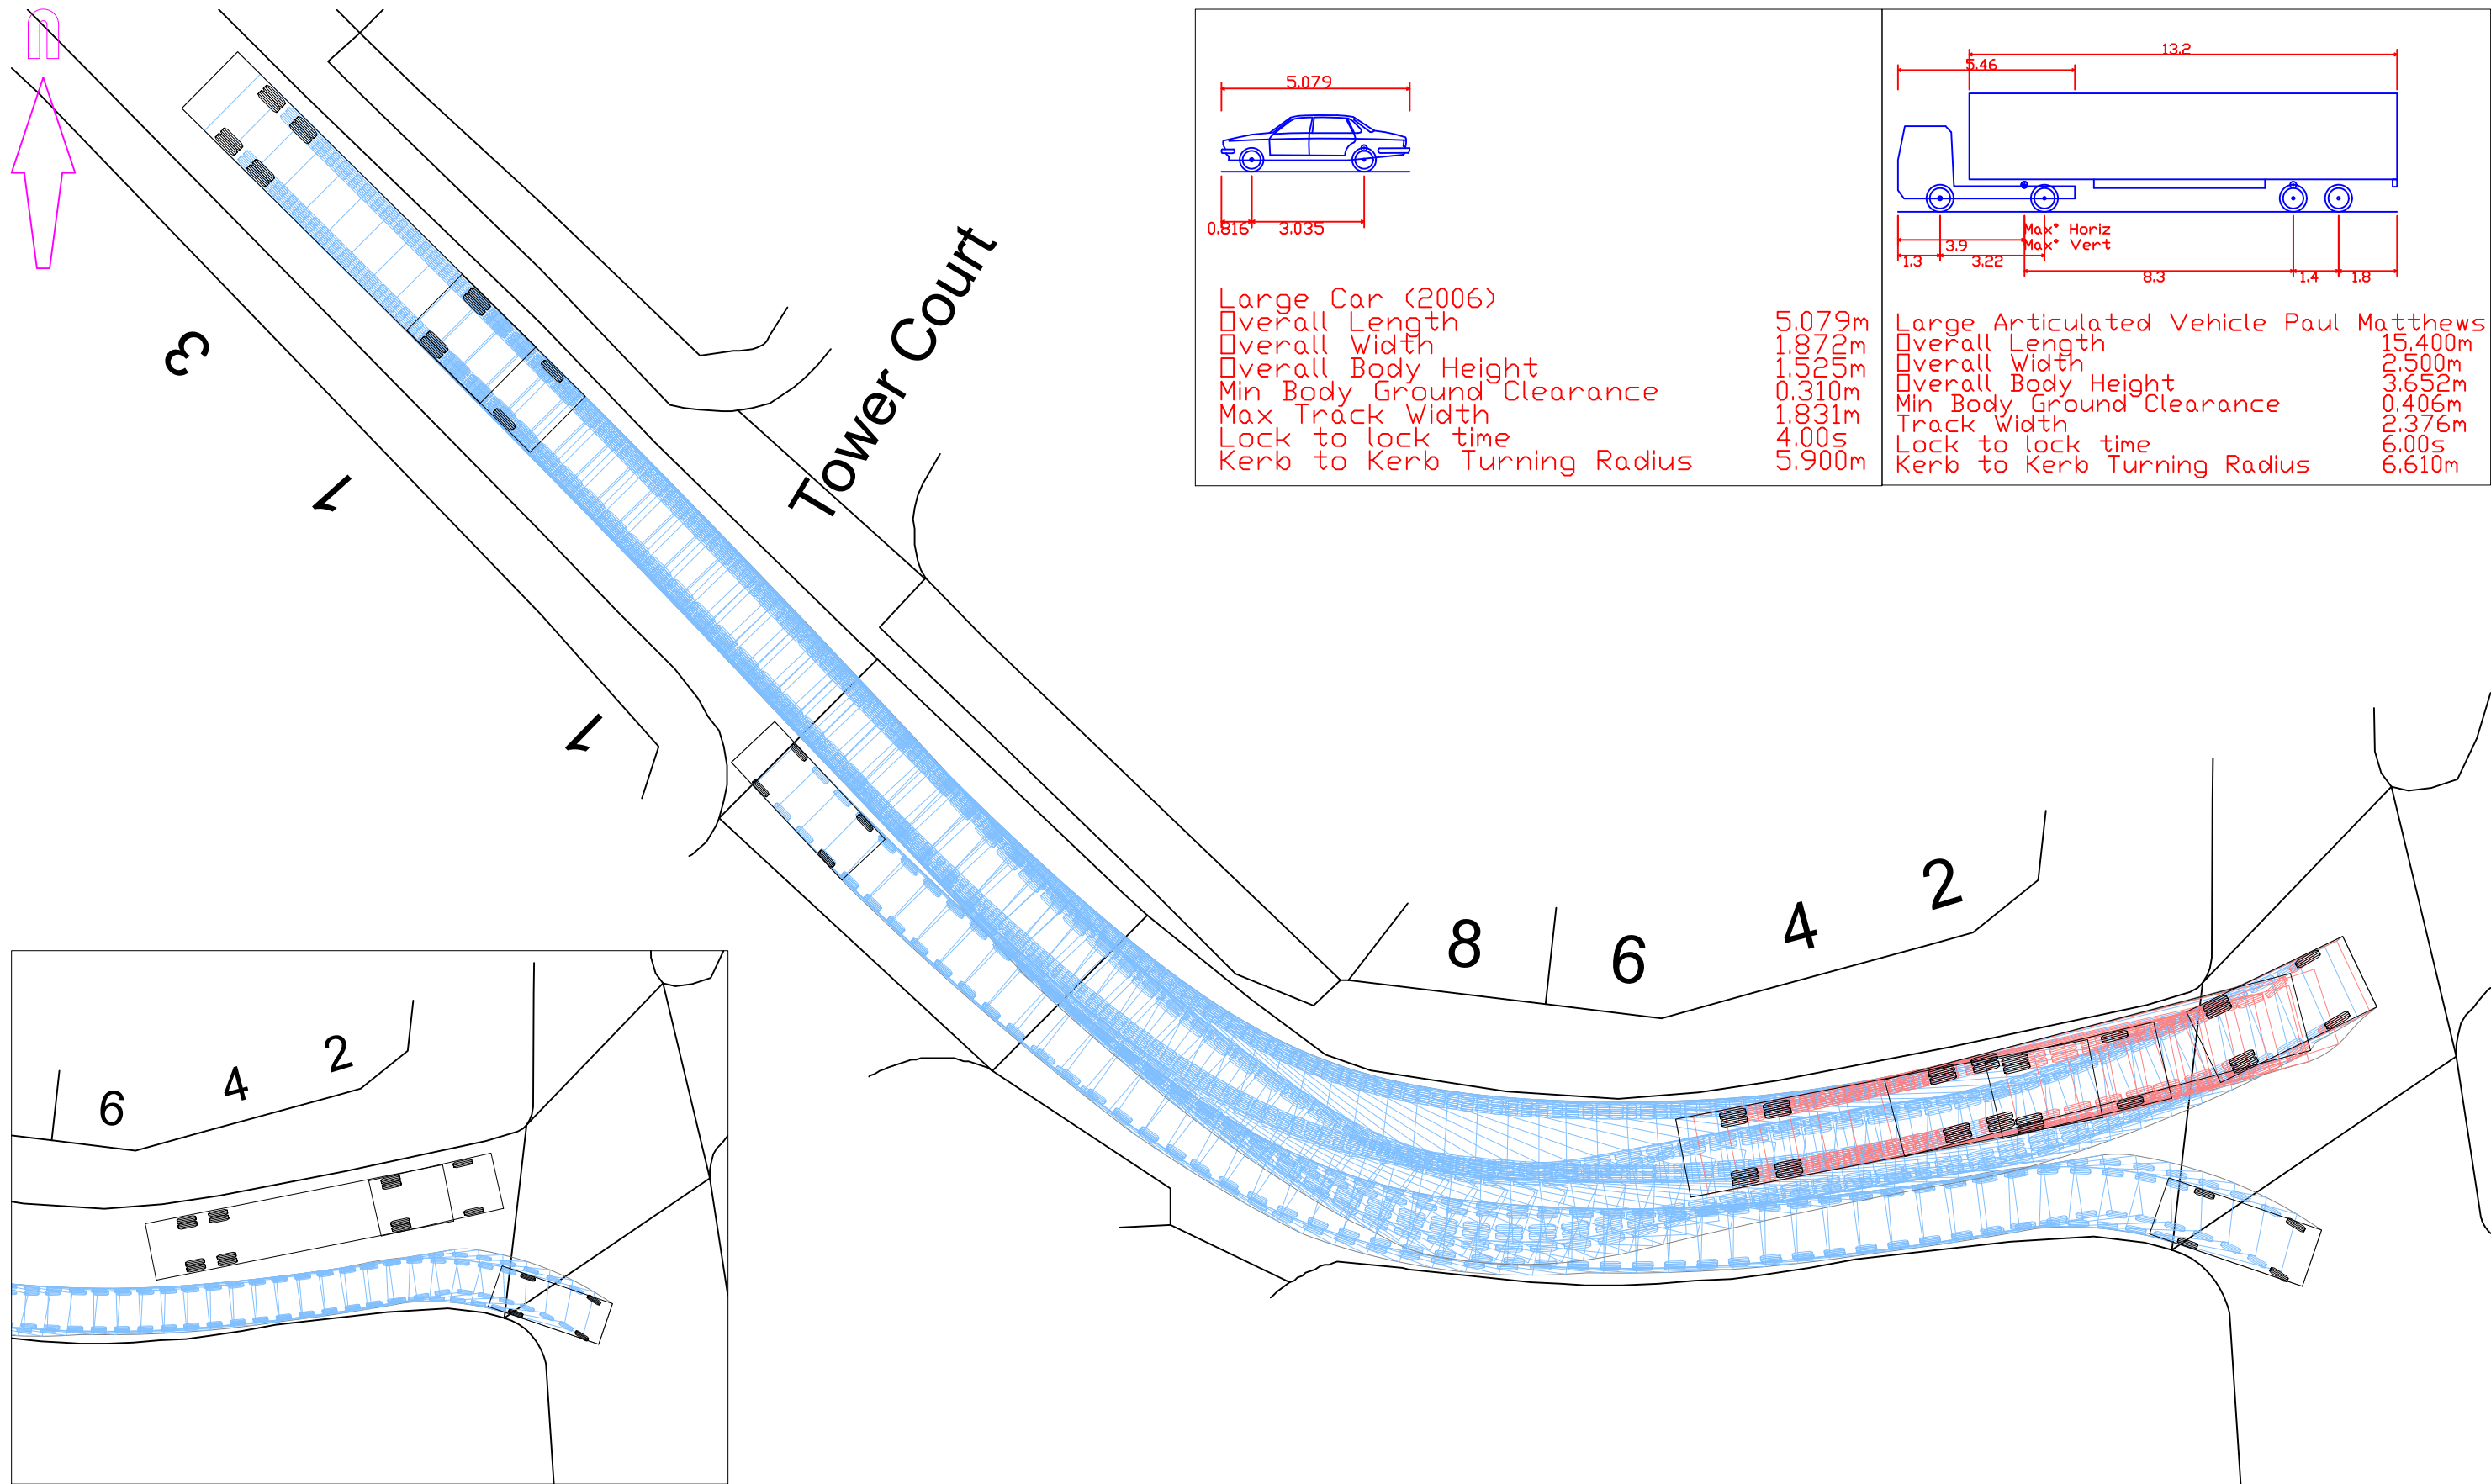 n
5.079
0.816
3.035
Large Car (2006)
Overall Length 5.079m
Overall Width 1.872m
Overall Body Height 1.525m
Min Body Ground Clearance 0.310m
Max Track Width 1.831m
Lock to lock time 4.00s
Kerb to Kerb Turning Radius 5.900m
13.2
5.46
Max° Horiz
Max° Vert
3.9
1.3
3.22
8.3
1.4
1.8
Large Articulated Vehicle Paul Matthews
Overall Length 15.400m
Overall Width 2.500m
Overall Body Height 3.652m
Min Body Ground Clearance 0.406m
Track Width 2.376m
Lock to lock time 6.00s
Kerb to Kerb Turning Radius 6.610m
Tower Court
3
1
1
8
6
4
2
6
4
2